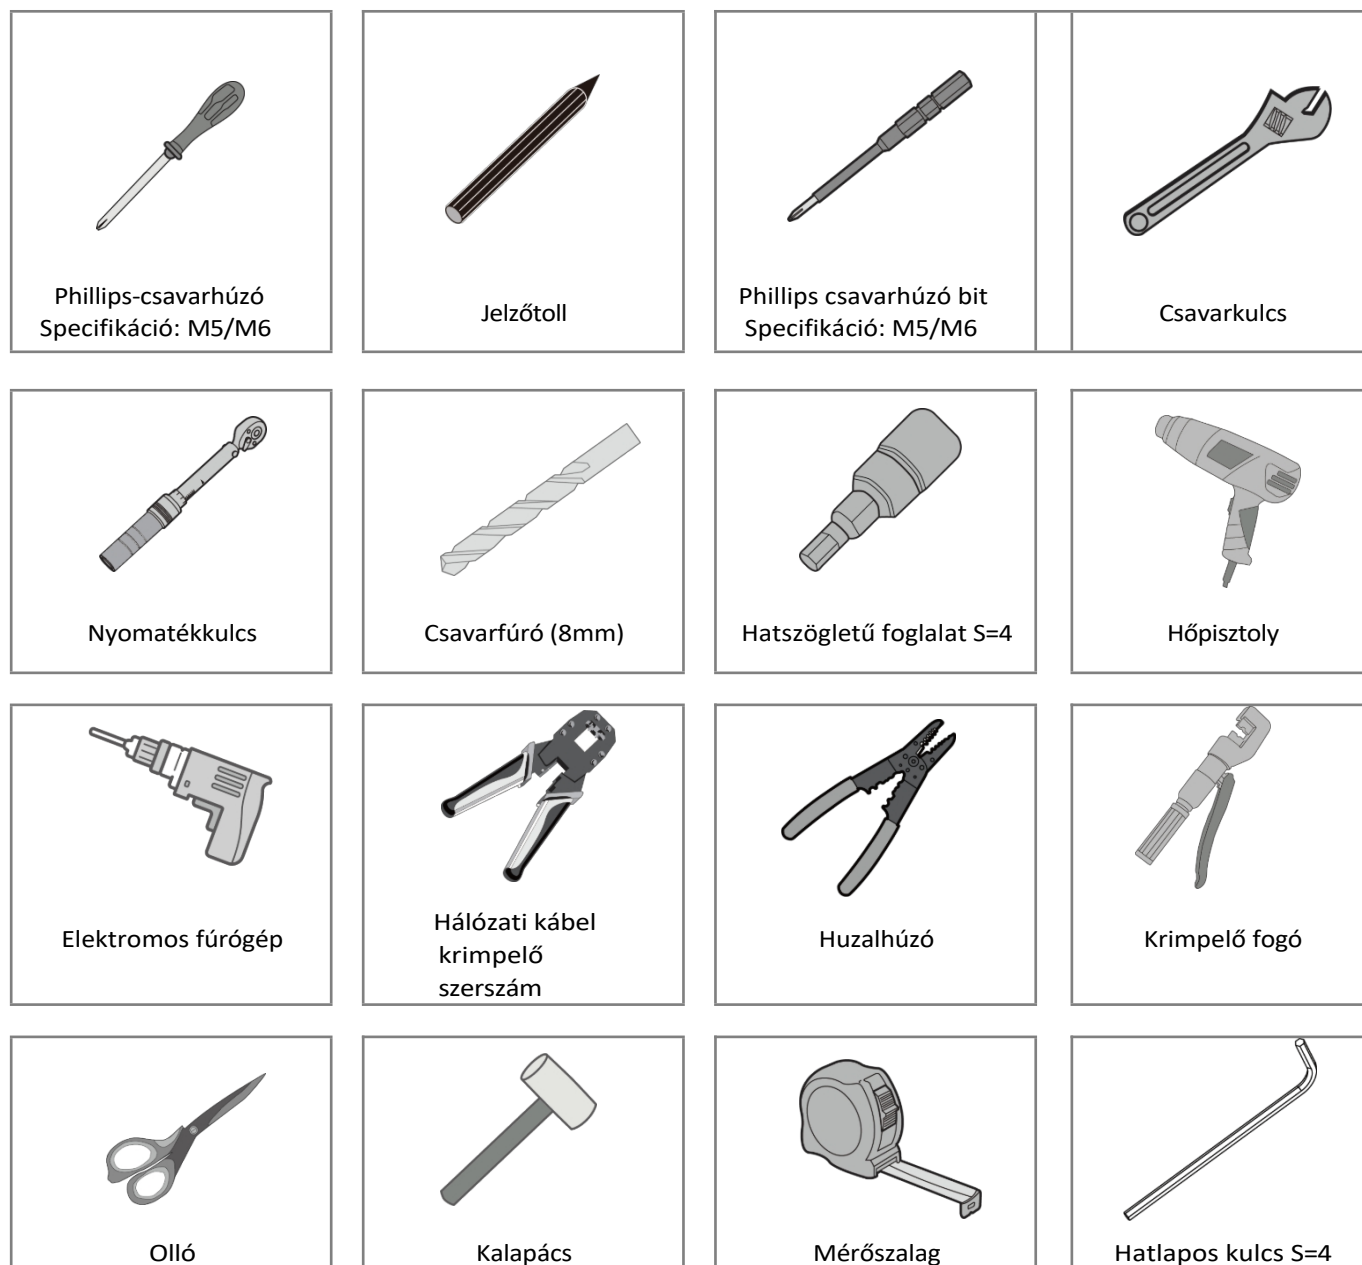 Phillips-csavarhúzó
Specifikáció: M5/M6
Jelzőtoll
Phillips csavarhúzó bit
Specifikáció: M5/M6
Csavarkulcs
Nyomatékkulcs
Csavarfúró (8mm)
Hatszögletű foglalat S=4
Hőpisztoly
Elektromos fúrógép
Hálózati kábel
krimpelő
szerszám
Huzalhúzó
Krimpelő fogó
Olló
Kalapács
Mérőszalag
Hatlapos kulcs S=4